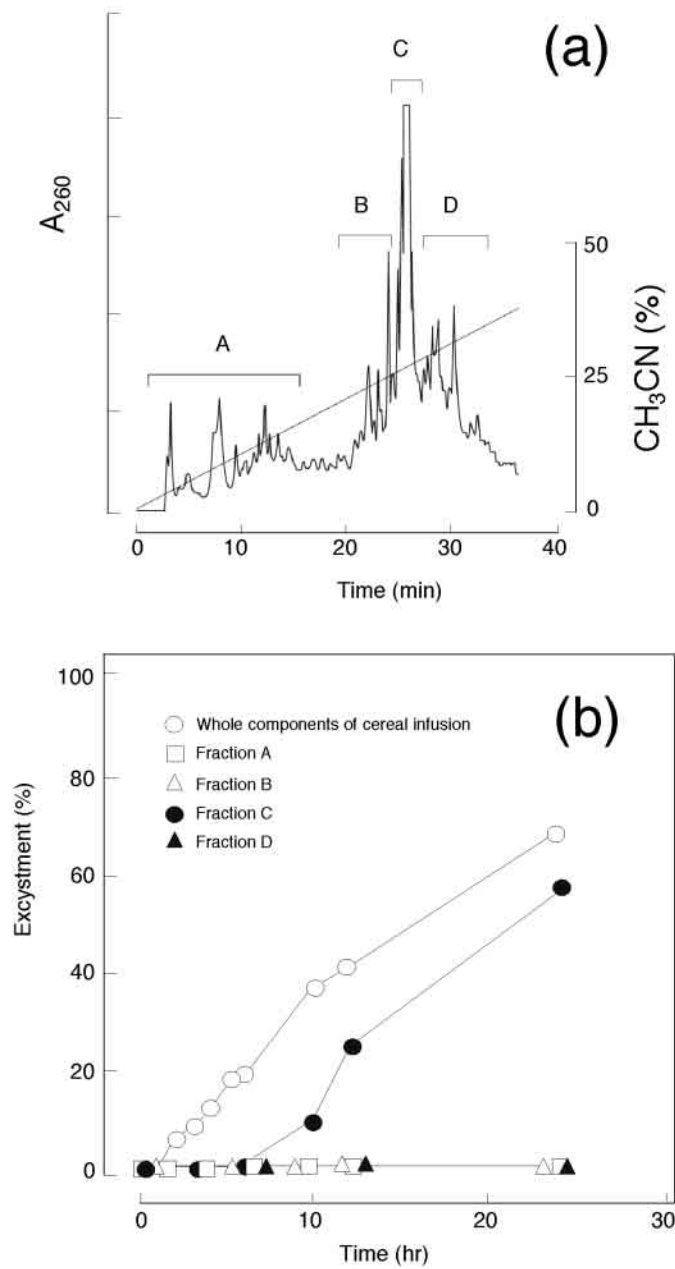 (a)
C
B
D
A
A260
50
25
0
CH3CN (%)
0 10 20 30 40
Time (min)
(b)
100
80
60
40
20
0
Excystment (%)
Whole components of cereal infusion
Fraction A
Fraction B
Fraction C
Fraction D
0 10 20 30
Time (hr)